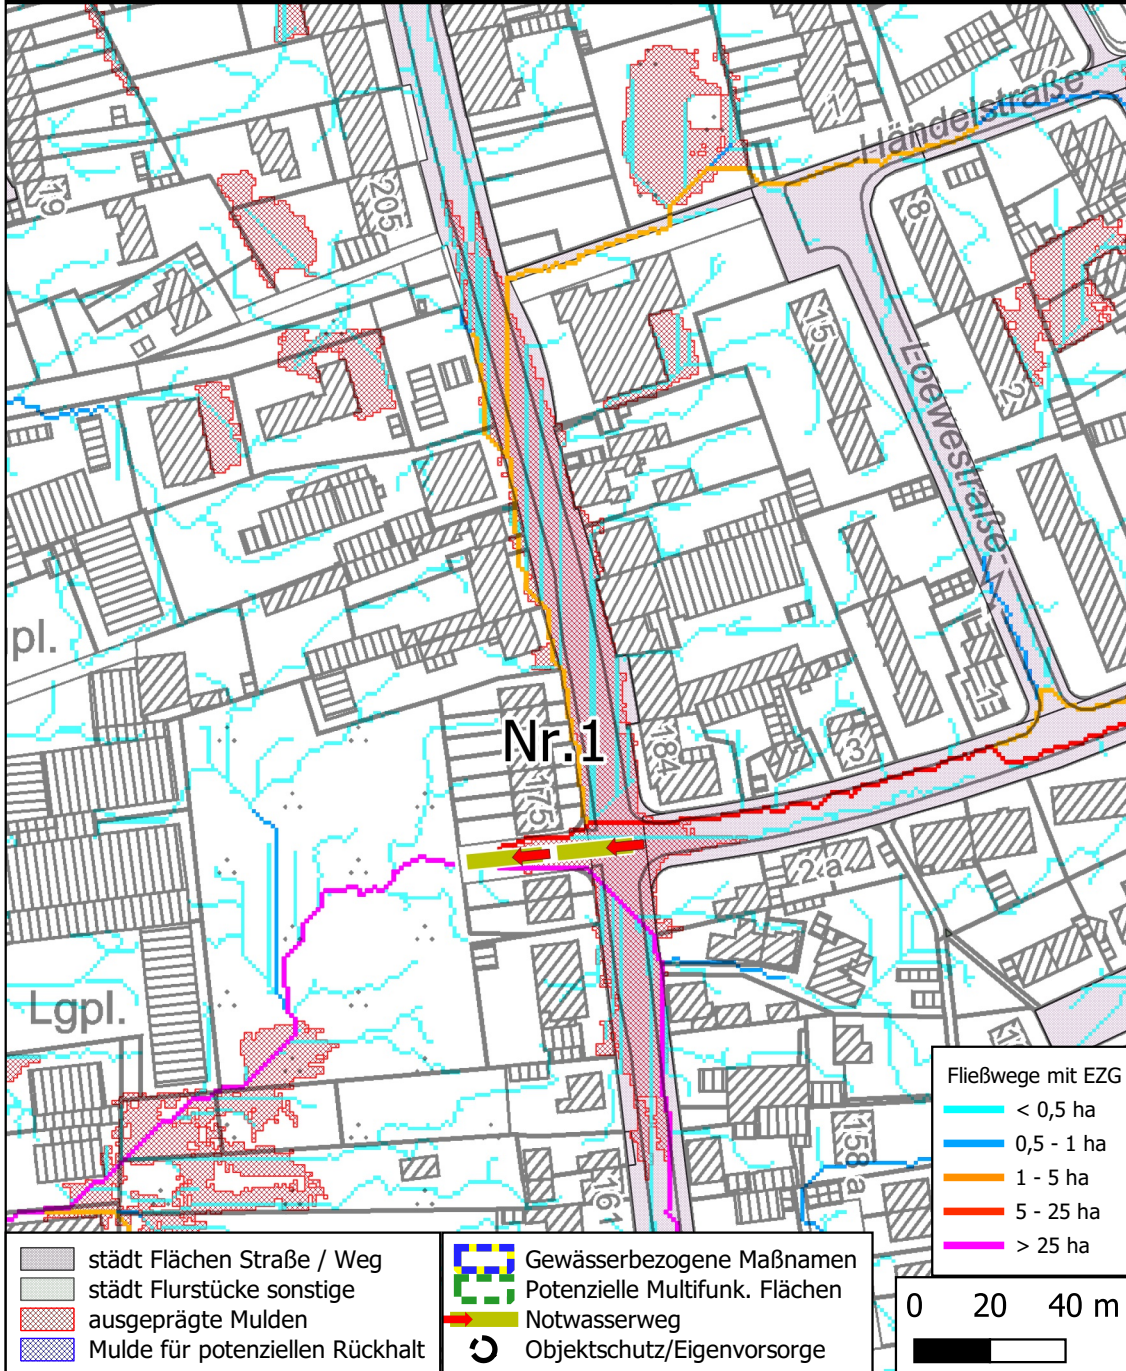 Händelstraße
1
19
205
8
15
2
Loewestraße
pl.
1
Nr.1
184
3
175
2 a
Lgpl.
158 a
161
Fließwege mit EZG
< 0,5 ha
0,5 - 1 ha
1 - 5 ha
5 - 25 ha
> 25 ha
städt Flächen Straße / Weg
städt Flurstücke sonstige
ausgeprägte Mulden
Mulde für potenziellen Rückhalt
Gewässerbezogene Maßnamen
Potenzielle Multifunk. Flächen
Notwasserweg
Objektschutz/Eigenvorsorge
0 20 40 m